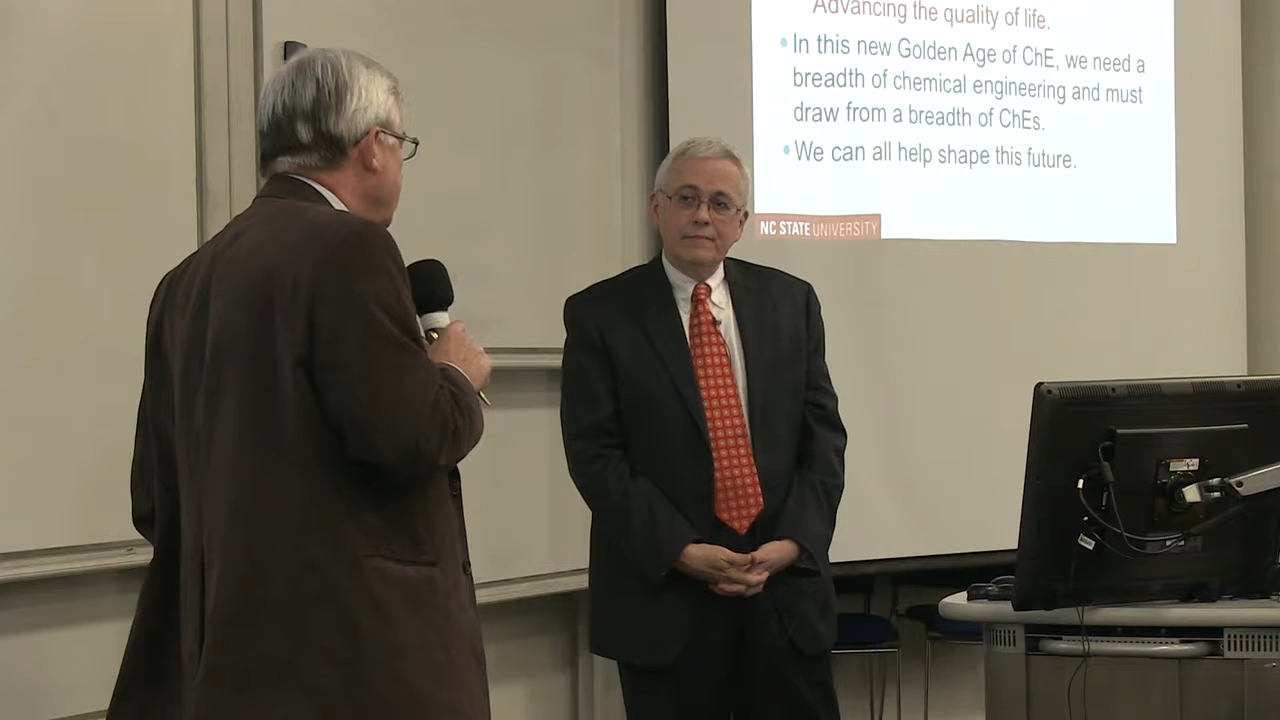 Advancing the quality of life.
• In this new Golden Age of ChE, we need a
breadth of chemical engineering and must
draw from a breadth of ChEs.
• We can all help shape this future.
NC STATE UNIVERSITY